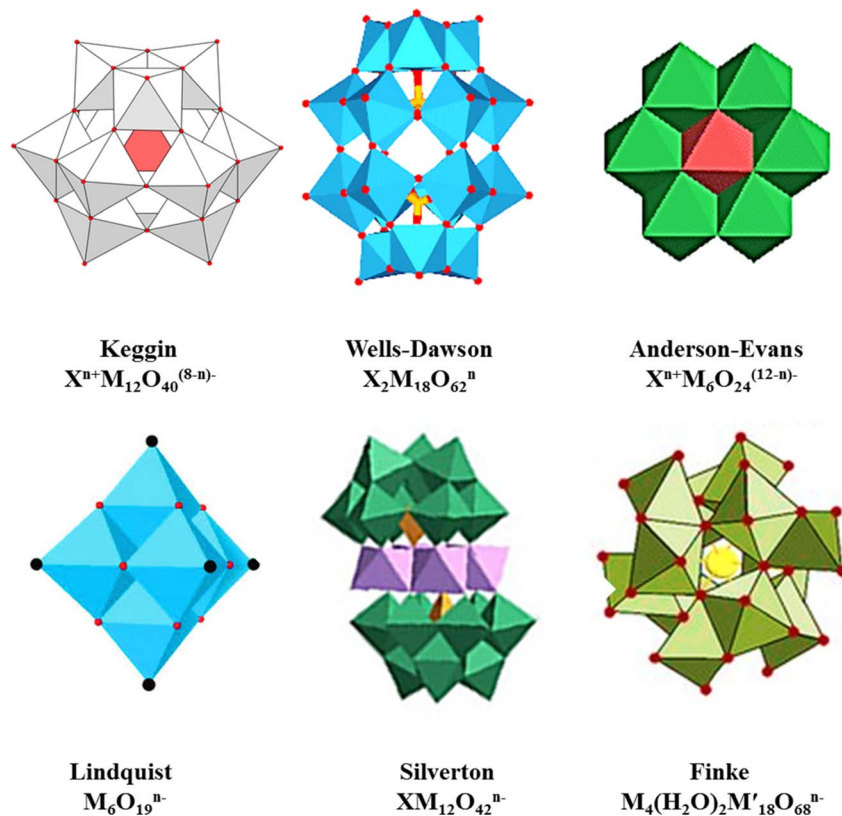 Keggin
Xⁿ⁺M₁₂O₄₀⁽⁸⁻ⁿ⁾⁻
Wells-Dawson
X₂M₁₈O₆₂ⁿ
Anderson-Evans
Xⁿ⁺M₆O₂₄⁽¹²⁻ⁿ⁾⁻
Lindquist
M₆O₁₉ⁿ⁻
Silverton
XM₁₂O₄₂ⁿ⁻
Finke
M₄(H₂O)₂M′₁₈O₆₈ⁿ⁻